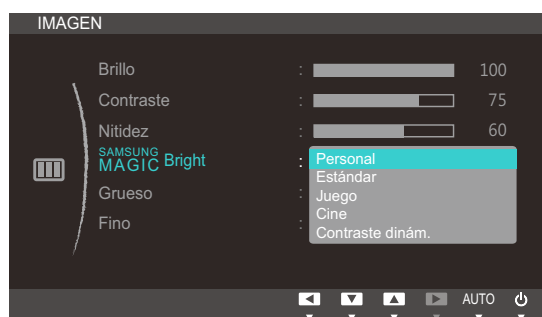 IMAGEN
Brillo : 100
Contraste : 75
Nitidez : 60
SAMSUNG
MAGIC Bright : Personal
Estándar
Grueso : Juego
Cine
Fino : Contraste dinám.
AUTO